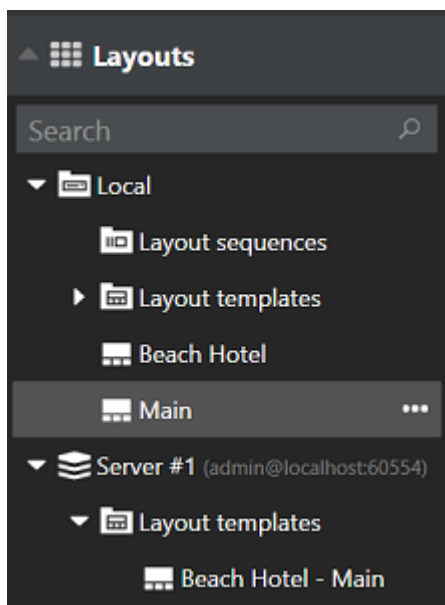 Layouts
Search
Local
Layout sequences
Layout templates
Beach Hotel
Main
Server #1 (admin@localhost:60554)
Layout templates
Beach Hotel - Main